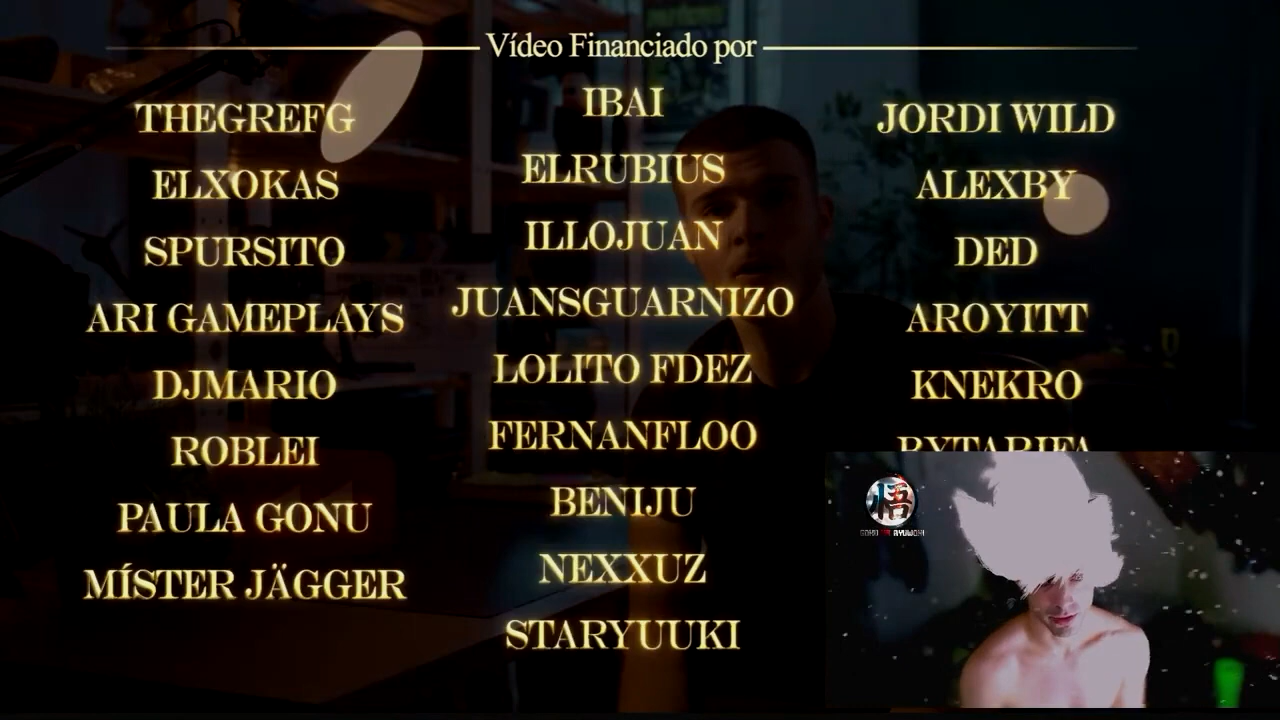 Vídeo Financiado por
THEGREFG
ELXOKAS
SPURSITO
ARI GAMEPLAYS
DJMARIO
ROBLEI
PAULA GONU
MÍSTER JÄGGER
IBAI
ELRUBIUS
ILLOJUAN
JUANSGUARNIZO
LOLITO FDEZ
FERNANFLOO
BENIJU
NEXXUZ
STARYUUKI
JORDI WILD
ALEXBY
DED
AROYITT
KNEKRO
悟